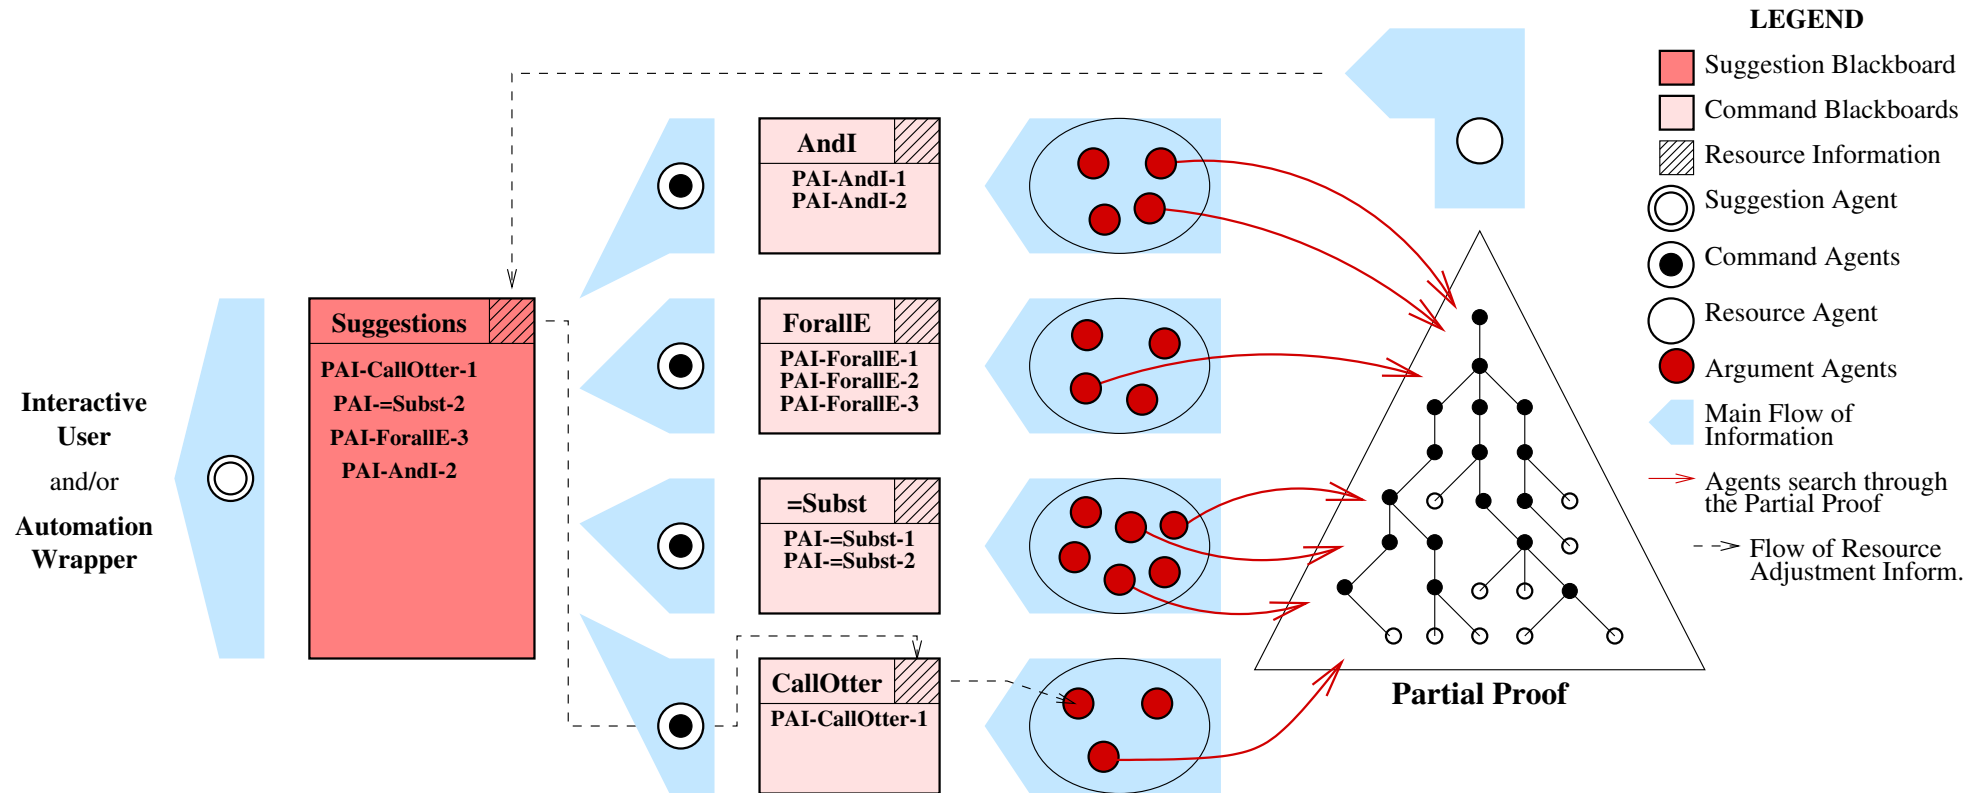 Interactive
User
and/or
Automation
Wrapper
Suggestions
PAI-CallOtter-1
PAI-=Subst-2
PAI-ForallE-3
PAI-AndI-2
AndI
PAI-AndI-1
PAI-AndI-2
ForallE
PAI-ForallE-1
PAI-ForallE-2
PAI-ForallE-3
=Subst
PAI-=Subst-1
PAI-=Subst-2
CallOtter
PAI-CallOtter-1
Partial Proof
LEGEND
Suggestion Blackboard
Command Blackboards
Resource Information
Suggestion Agent
Command Agents
Resource Agent
Argument Agents
Main Flow of
Information
Agents search through
the Partial Proof
Flow of Resource
Adjustment Inform.